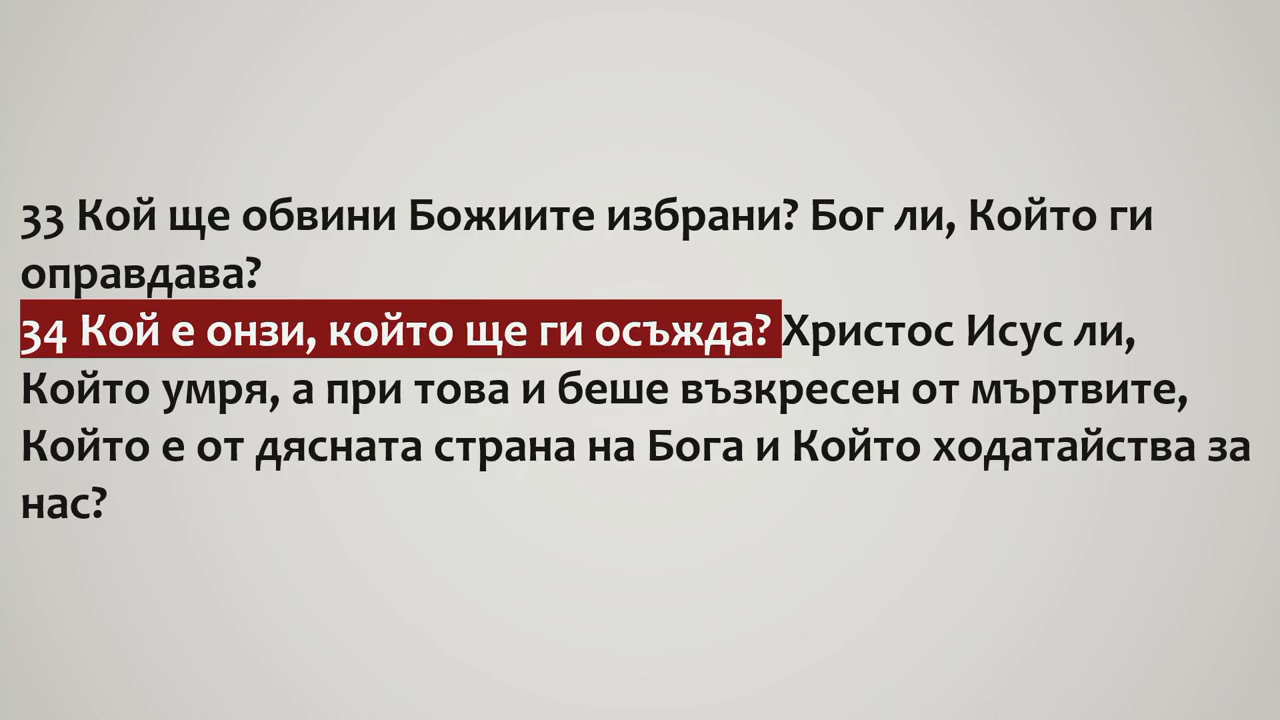 33 Кой ще обвини Божиите избрани? Бог ли, Който ги
оправдава?
34 Кой е онзи, който ще ги осъжда? Христос Исус ли,
Който умря, а при това и беше възкресен от мъртвите,
Който е от дясната страна на Бога и Който ходатайства за
нас?